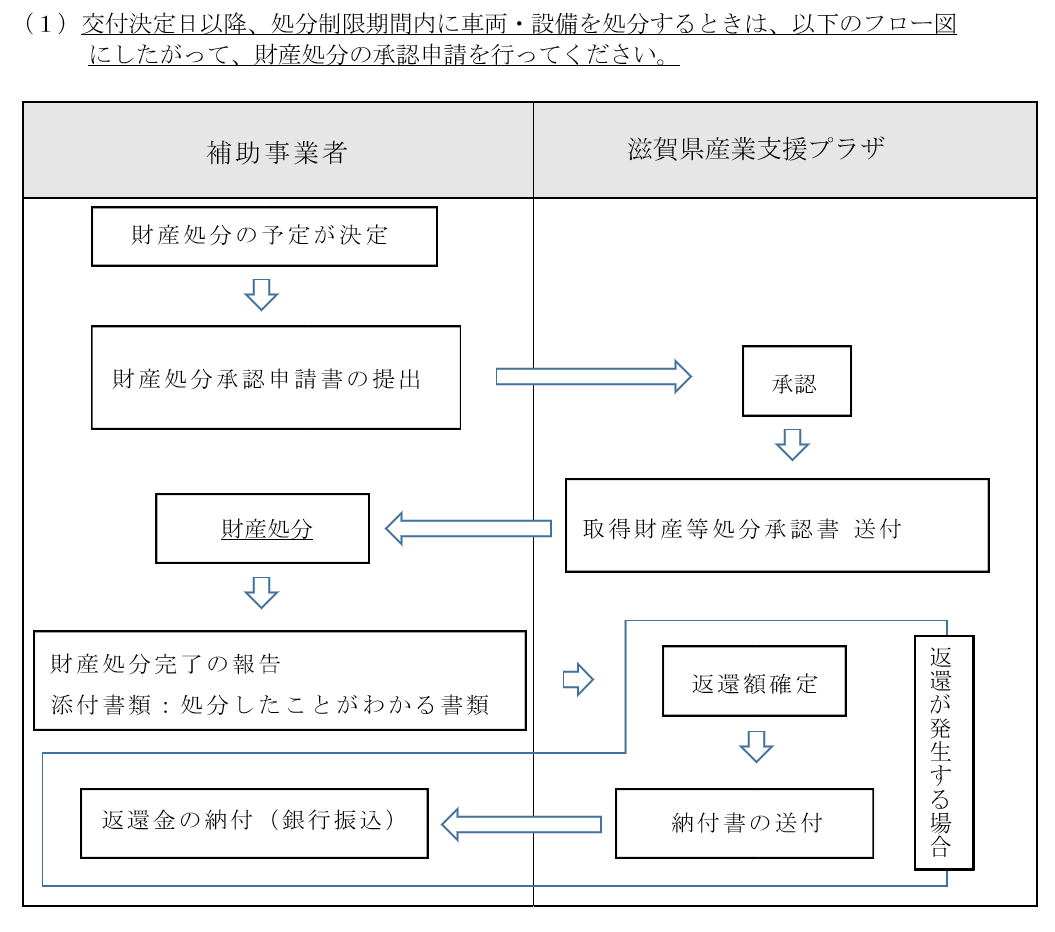 （１）交付決定日以降、処分制限期間内に車両・設備を処分するときは、以下のフロー図
にしたがって、財産処分の承認申請を行ってください。
補助事業者
滋賀県産業支援プラザ
財産処分の予定が決定
財産処分承認申請書の提出
承認
取得財産等処分承認書 送付
財産処分
財産処分完了の報告
添付書類：処分したことがわかる書類
返還額確定
返還が発生する場合
納付書の送付
返還金の納付（銀行振込）